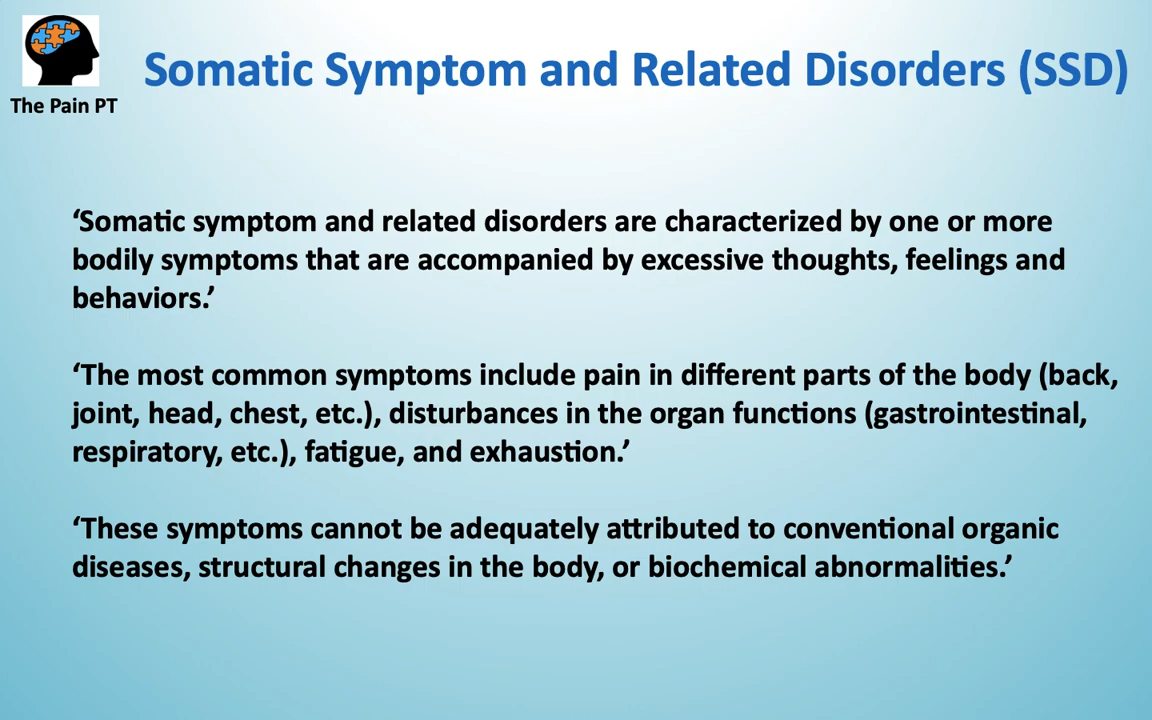 The Pain PT
Somatic Symptom and Related Disorders (SSD)
‘Somatic symptom and related disorders are characterized by one or more
bodily symptoms that are accompanied by excessive thoughts, feelings and
behaviors.’
‘The most common symptoms include pain in different parts of the body (back,
joint, head, chest, etc.), disturbances in the organ functions (gastrointestinal,
respiratory, etc.), fatigue, and exhaustion.’
‘These symptoms cannot be adequately attributed to conventional organic
diseases, structural changes in the body, or biochemical abnormalities.’